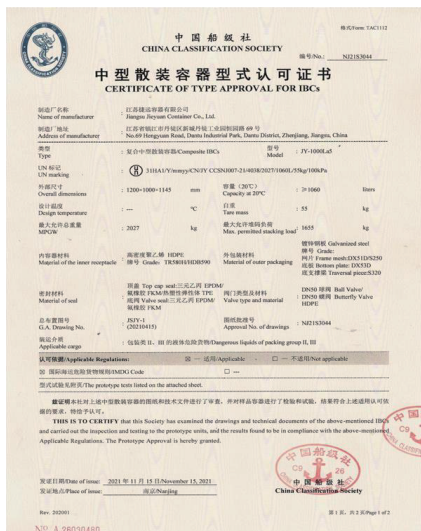 格式/Form: TAC1112
中国船级社
CHINA CLASSIFICATION SOCIETY
编号/No.: NJ21S3044
中型散装容器型式认可证书
CERTIFICATE OF TYPE APPROVAL FOR IBCs
制造厂名称
Name of manufacturer
: 江苏捷远容器有限公司
Jiangsu Jieyuan Container Co., Ltd.
制造厂地址
Address of manufacturer
: 江苏省镇江市丹徒区新城丹徒工业园恒园路 69 号
No.69 Hengyuan Road, Dantu Industrial Park, Dantu District, Zhenjiang, Jiangsu, China
类型
Type
: 复合中型散装容器/Composite IBCs
型号
Model
: JY-1000La5
UN 标记
UN marking
: 31HA1/Y/mmyy/CN/JY CCSNJ007-21/4038/2027/1060L/55kg/100kPa
外部尺寸
Overall dimensions
: 1200×1000×1145 mm
容量 (20℃)
Capacity at 20℃
: ≥1060 liters
设计温度
Design temperature
: --- ℃
自重
Tare mass
: 55 kg
最大允许总重量
MPGW
: 2027 kg
最大允许堆码负荷
Max. permitted stacking load
: 1655 kg
内容器材料
Material of the inner receptacle
: 高密度聚乙烯 HDPE
牌号 Grade: TR580H/HDB590
外包装材料
Material of outer packaging
镀锌钢板 Galvanized steel
牌号 Grade:
: 网片 Frame mesh:DX51D/S250
底板 Bottom plate: DX53D
底支撑梁 Traversal piece:S320
密封材料
Material of seal
顶盖 Top cap seal:三元乙丙 EPDM/
: 氟橡胶 FKM/热塑性弹性体 TPE
底阀 Valve seal:三元乙丙 EPDM/
氟橡胶 FKM
阀门类型及材料
Valve type and material
DN50 球阀 Ball Valve/
: DN50 蝶阀 Butterfly Valve
HDPE
总布置图号
G.A. Drawing No.
: JSJY-1
(20210415)
图纸批准号
Approval No. of drawings
: NJ21S3044
装运介质
Applicable cargo
: 包装类 II、III 的液体危险货物/Dangerous liquids of packing group II, III
认可依据/Applicable Regulations: ☒ — 适用/Applicable - ☐ — 不适用/Not applicable
☒ 国际海运危险货物规则/IMDG Code ☐ ---
型式试验见附页/The prototype tests listed on the attached sheet.
兹证明本社对上述中型散装容器的图纸和技术文件进行了审查，并对样品容器进行了检验和试验，结果符合上述适用认可依
据的要求，特给予认可。
THIS IS TO CERTIFY that this Society has examined the drawings and technical documents of the above-mentioned IBCs
and carried out the inspection and testing to the prototype units, and the results found to be in compliance with the above-mentioned
Applicable Regulations. The Prototype Approval is hereby granted.
发证日期/Date of issue: 2021 年 11 月 15 日/November 15, 2021
发证地点/Place of issue: 南京/Nanjing
中国船级社
China Classification Society
C9 26
C9
Rev. 202001
第 1 页，共 2 页/Page 1 of 2